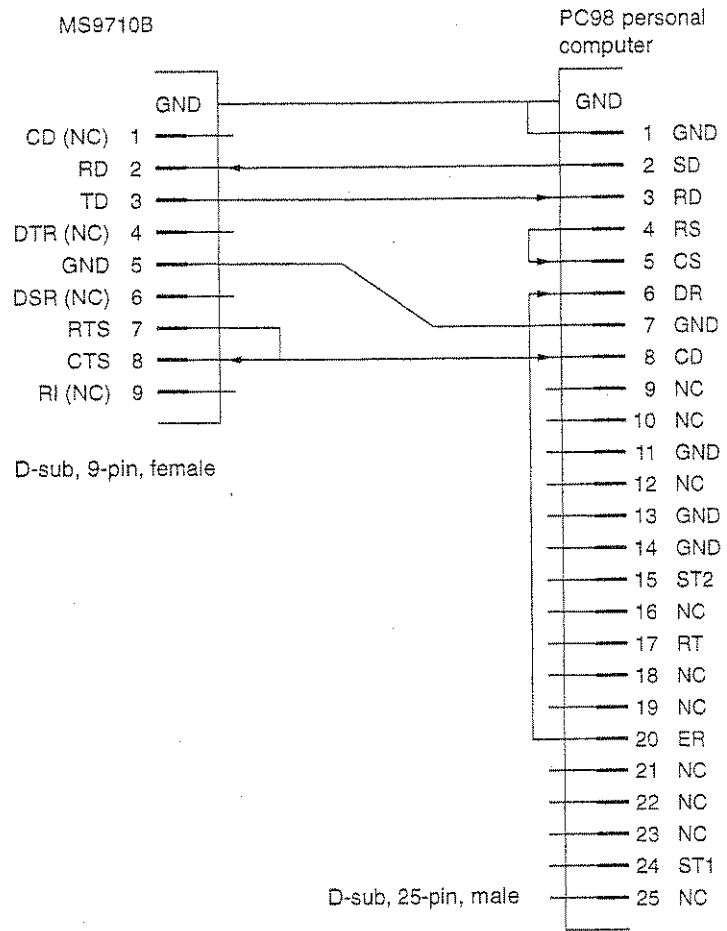 MS9710B
PC98 personal
computer
GND
CD (NC) 1
RD 2
TD 3
DTR (NC) 4
GND 5
DSR (NC) 6
RTS 7
CTS 8
RI (NC) 9
D-sub, 9-pin, female
GND
1 GND
2 SD
3 RD
4 RS
5 CS
6 DR
7 GND
8 CD
9 NC
10 NC
11 GND
12 NC
13 GND
14 GND
15 ST2
16 NC
17 RT
18 NC
19 NC
20 ER
21 NC
22 NC
23 NC
24 ST1
25 NC
D-sub, 25-pin, male